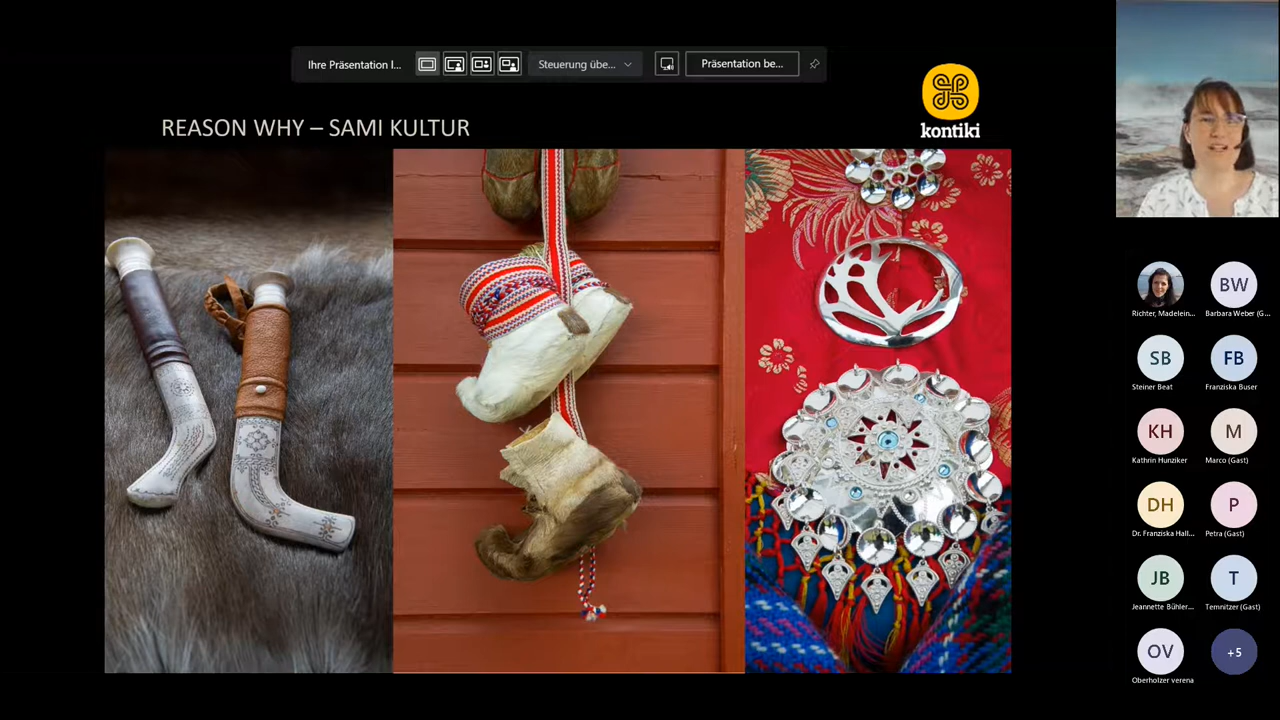 Ihre Präsentation I...
Steuerung übe...
Präsentation be...
kontiki
REASON WHY – SAMI KULTUR
Richter, Madelein...
BW
Barbara Weber (G...
SB
Steiner Beat
FB
Franziska Buser
KH
Kathrin Hunziker
M
Marco (Gast)
DH
Dr. Franziska Hall...
P
Petra (Gast)
JB
Jeannette Bühler...
T
Temnitzer (Gast)
OV
Oberholzer verena
+5